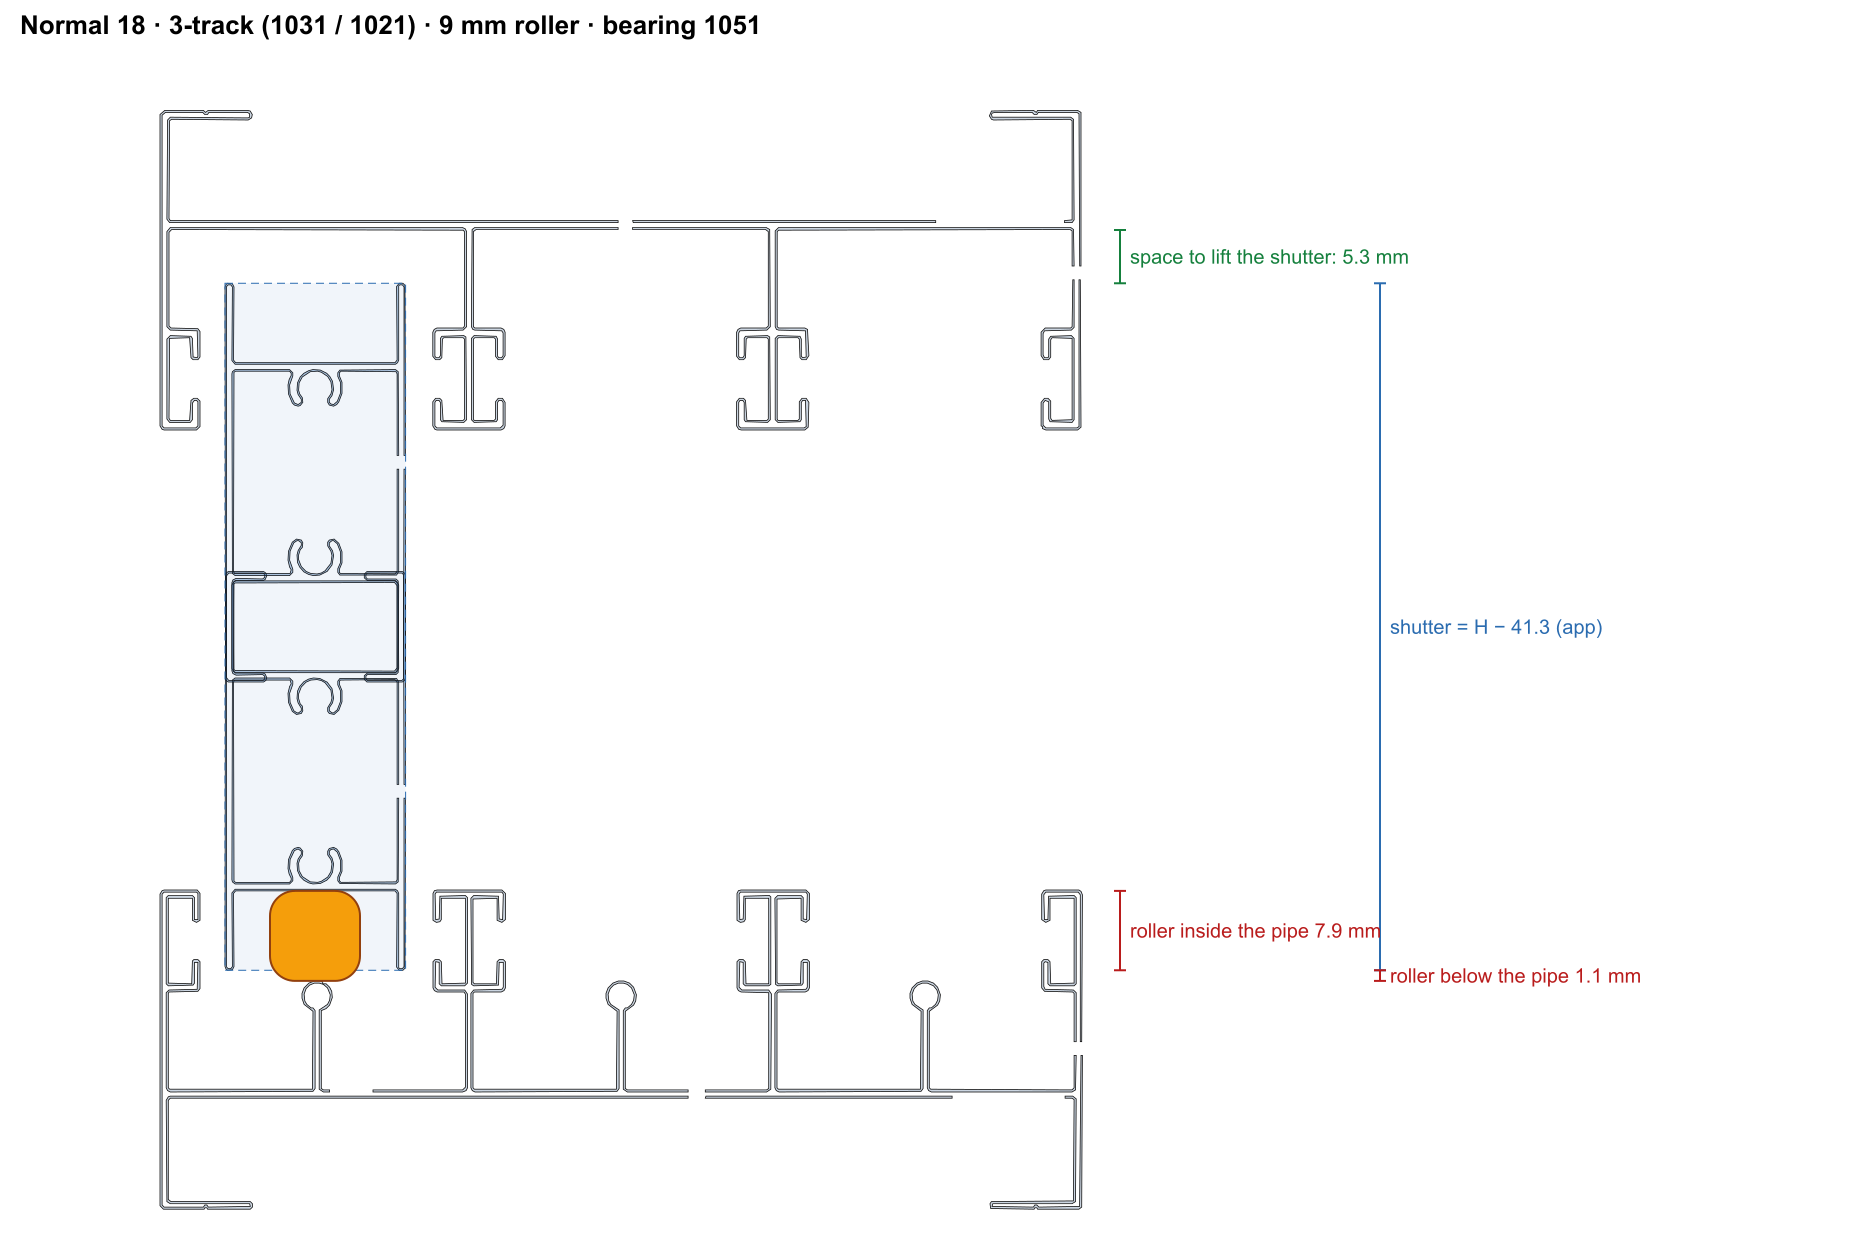 Normal 18 · 3-track (1031 / 1021) · 9 mm roller · bearing 1051
space to lift the shutter: 5.3 mm
shutter = H − 41.3 (app)
roller inside the pipe 7.9 mm
roller below the pipe 1.1 mm